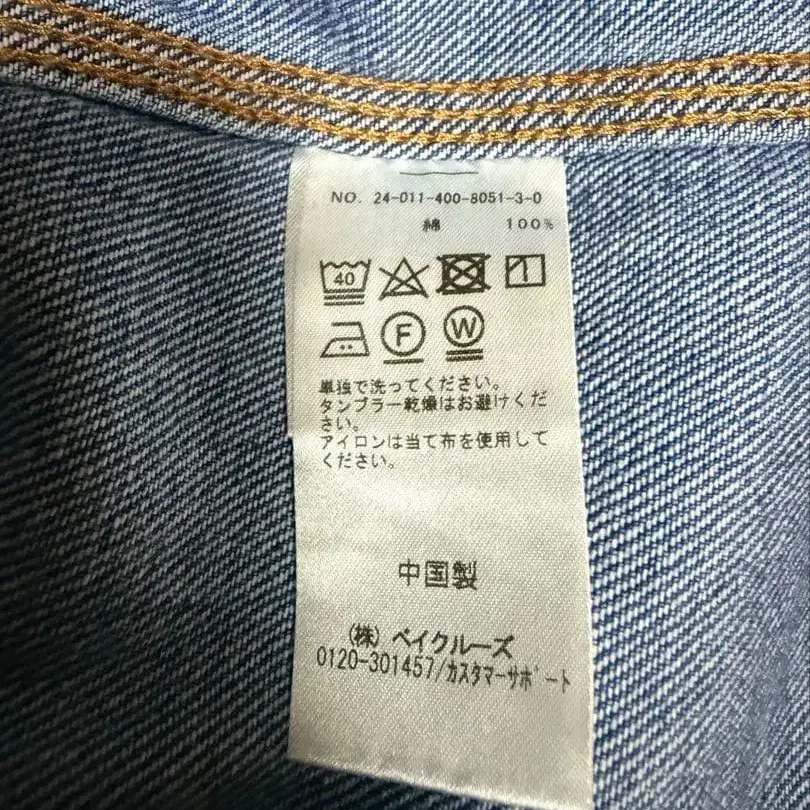 NO. 24-011-400-8051-3-0
綿 100%
40
F W
単独で洗ってください。
タンブラー乾燥はお避けくだ
さい。
アイロンは当て布を使用して
ください。
中国製
(株) ベイクルーズ
0120-301457/カスタマーサポート